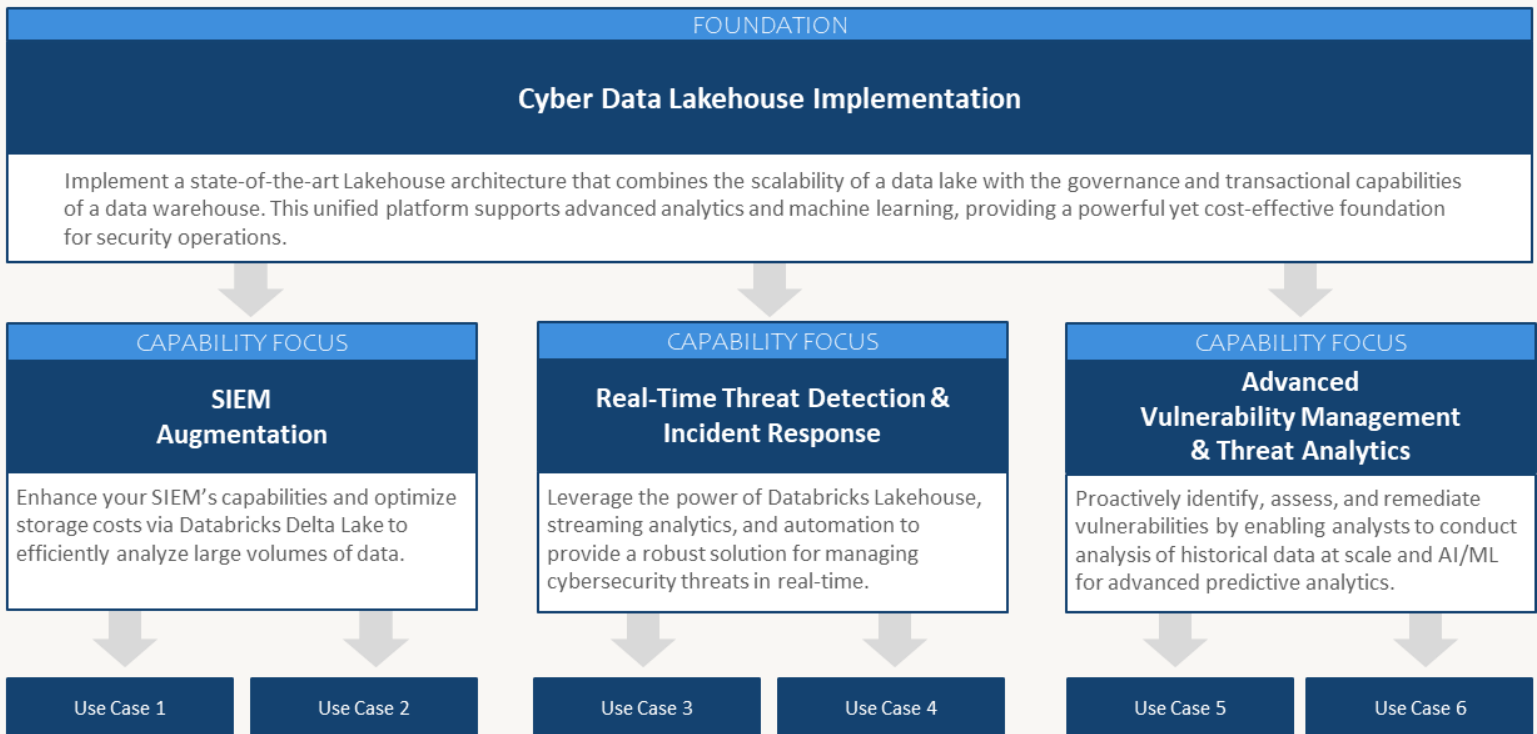 FOUNDATION
Cyber Data Lakehouse Implementation
Implement a state-of-the-art Lakehouse architecture that combines the scalability of a data lake with the governance and transactional capabilities
of a data warehouse. This unified platform supports advanced analytics and machine learning, providing a powerful yet cost-effective foundation
for security operations.
CAPABILITY FOCUS
SIEM
Augmentation
Enhance your SIEM’s capabilities and optimize
storage costs via Databricks Delta Lake to
efficiently analyze large volumes of data.
CAPABILITY FOCUS
Real-Time Threat Detection &
Incident Response
Leverage the power of Databricks Lakehouse,
streaming analytics, and automation to
provide a robust solution for managing
cybersecurity threats in real-time.
CAPABILITY FOCUS
Advanced
Vulnerability Management
& Threat Analytics
Proactively identify, assess, and remediate
vulnerabilities by enabling analysts to conduct
analysis of historical data at scale and AI/ML
for advanced predictive analytics.
Use Case 1
Use Case 2
Use Case 3
Use Case 4
Use Case 5
Use Case 6